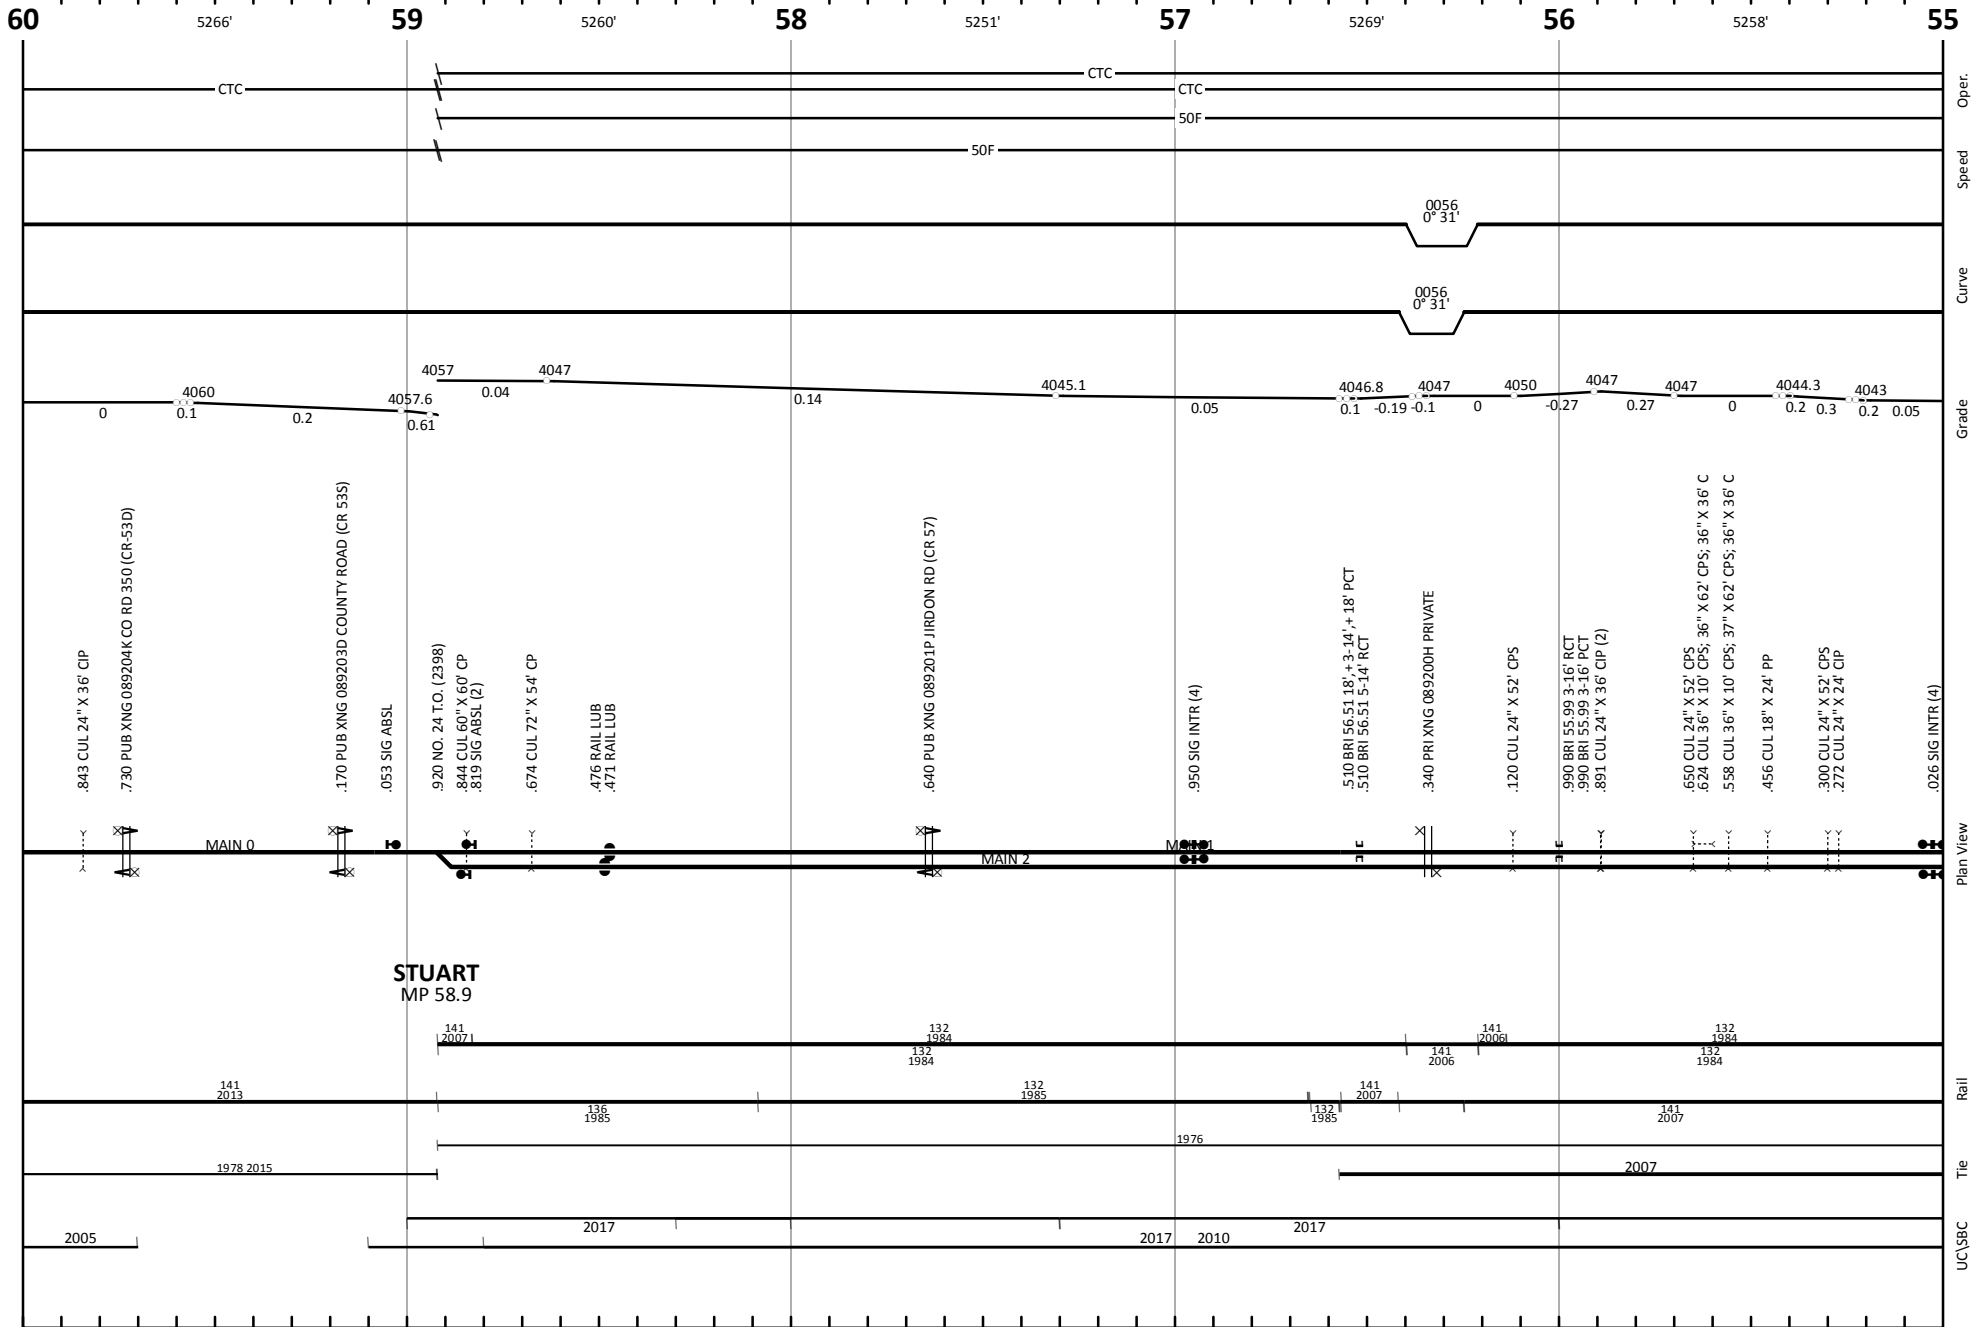 60 5266' 59 5260' 58 5251' 57 5269' 56 5258' 55
CTC
CTC CTC
50F
50F
Oper.
Speed
0056
0° 31'
0056
0° 31'
Curve
4060 4057.6 4057 4047 4045.1 4046.8 4047 4050 4047 4047 4044.3 4043
0 0.1 0.2 0.61 0.04 0.14 0.05 0.1 -0.19 -0.1 0 -0.27 0.27 0 0.2 0.3 0.2 0.05
Grade
.843 CUL 24" X 36' CIP
.730 PUB XNG 089204K CO RD 350 (CR-53D)
.170 PUB XNG 089203D COUNTY ROAD (CR 53S)
.053 SIG ABSL
.920 NO. 24 T.O. (2398)
.844 CUL 60" X 60' CP
.819 SIG ABSL (2)
.674 CUL 72" X 54' CP
.476 RAIL LUB
.471 RAIL LUB
.640 PUB XNG 089201P JIRDON RD (CR 57)
.950 SIG INTR (4)
.510 BRI 56.51 18',+ 3-14',+ 18' PCT
.510 BRI 56.51 5-14' RCT
.340 PRI XNG 089200H PRIVATE
.120 CUL 24" X 52' CPS
.990 BRI 55.99 3-16' RCT
.990 BRI 55.99 3-16' PCT
.891 CUL 24" X 36' CIP (2)
.650 CUL 24" X 52' CPS
.624 CUL 36" X 10' CPS; 36" X 62' CPS; 36" X 36' C
.558 CUL 36" X 10' CPS; 37" X 62' CPS; 36" X 36' C
.456 CUL 18" X 24' PP
.300 CUL 24" X 52' CPS
.272 CUL 24" X 24' CIP
.026 SIG INTR (4)
MAIN 0
MAIN 1
MAIN 2
Plan View
STUART
MP 58.9
141 132 141 132
2007 1984 2006 1984
132 141 132
1984 2006 1984
141 132 141
2013 1985 2007
136 132 141
1985 1985 2007
Rail
1976
1978 2015
2007
Tie
2017 2017
2005 2017 2010
UC\SBC